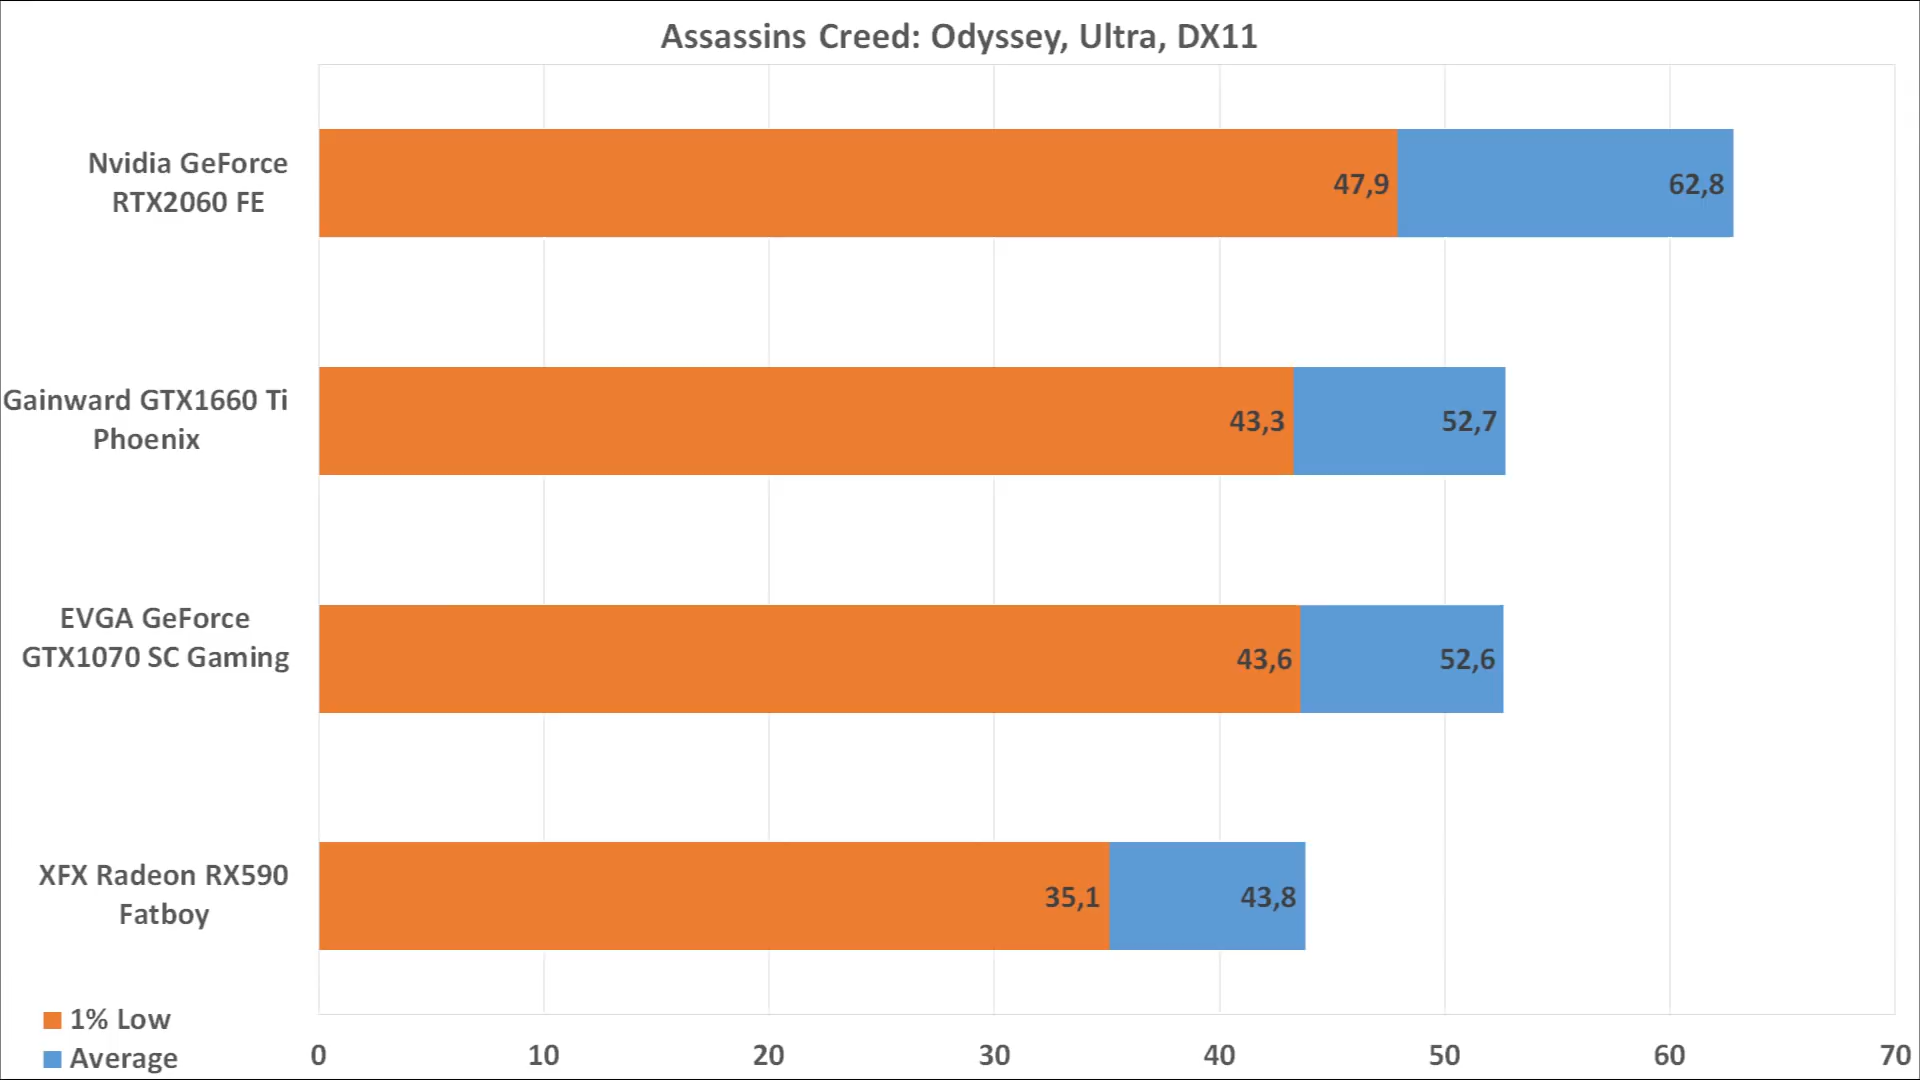 Assassins Creed: Odyssey, Ultra, DX11
Nvidia GeForce
RTX2060 FE
47,9
62,8
Gainward GTX1660 Ti
Phoenix
43,3
52,7
EVGA GeForce
GTX1070 SC Gaming
43,6
52,6
XFX Radeon RX590
Fatboy
35,1
43,8
1% Low
Average
0 10 20 30 40 50 60 70